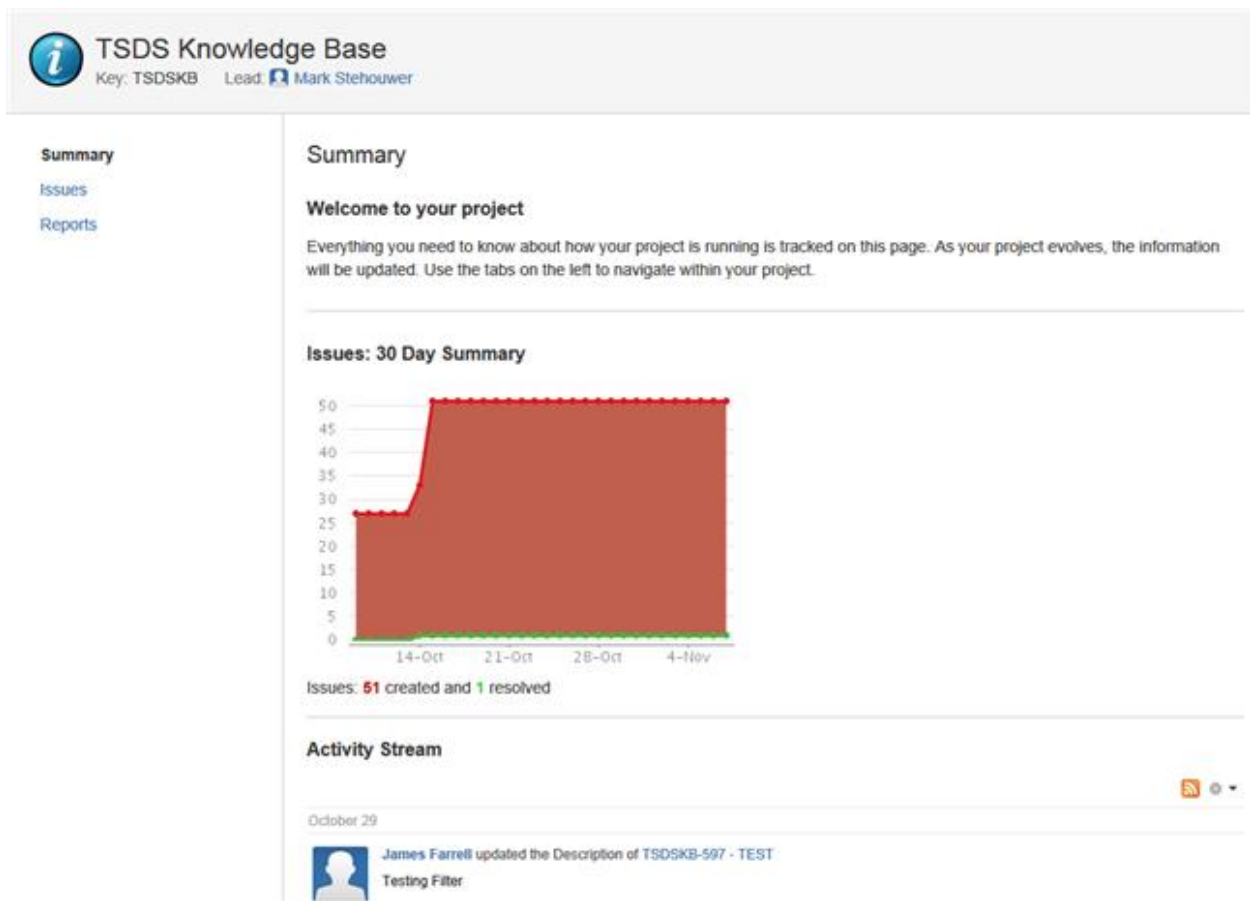 TSDS Knowledge Base
Key: TSDSKB Lead: Mark Stehouwer
Summary
Issues
Reports
Summary
Welcome to your project
Everything you need to know about how your project is running is tracked on this page. As your project evolves, the information
will be updated. Use the tabs on the left to navigate within your project.
Issues: 30 Day Summary
50
45
40
35
30
25
20
15
10
5
0
14-Oct 21-Oct 28-Oct 4-Nov
Issues: 51 created and 1 resolved
Activity Stream
October 29
James Farrell updated the Description of TSDSKB-597 - TEST
Testing Filter